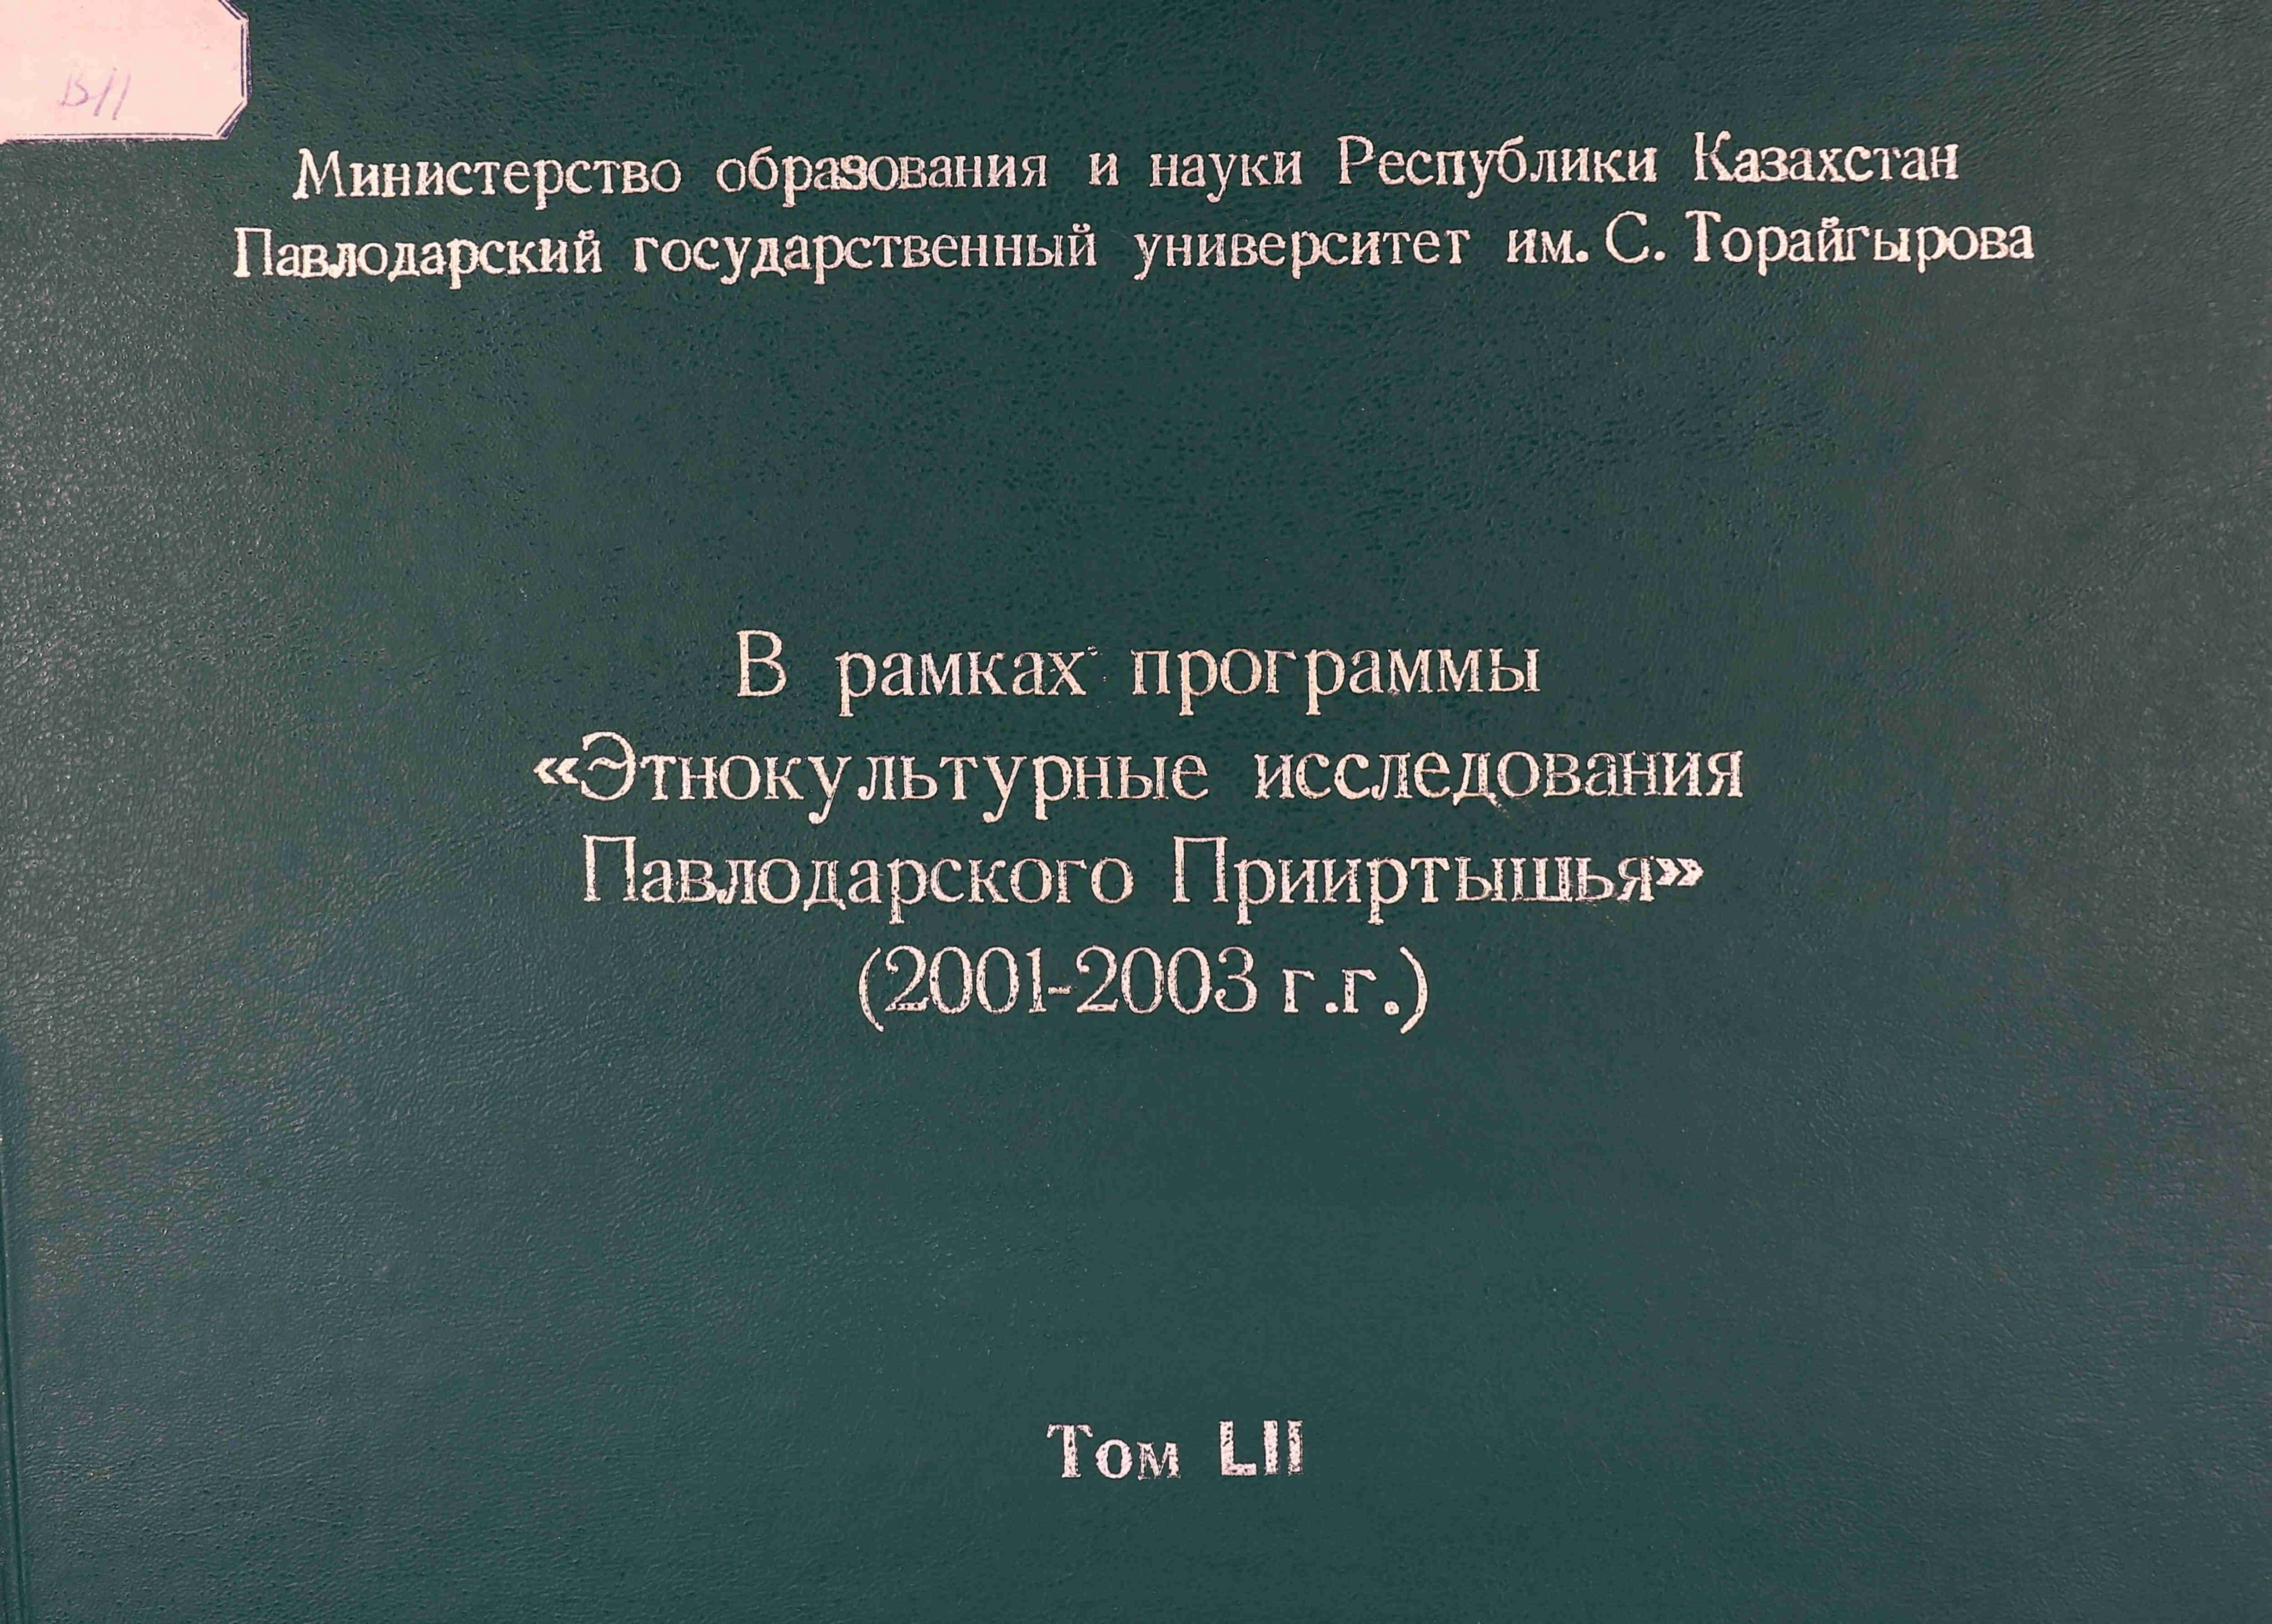 В//
Министерство образования и науки Республики Казахстан
Павлодарский государственный университет им. С. Торайгырова
В рамках программы
«Этнокультурные исследования
Павлодарского Прииртышья»
(2001-2003 г.г.)
Том LII